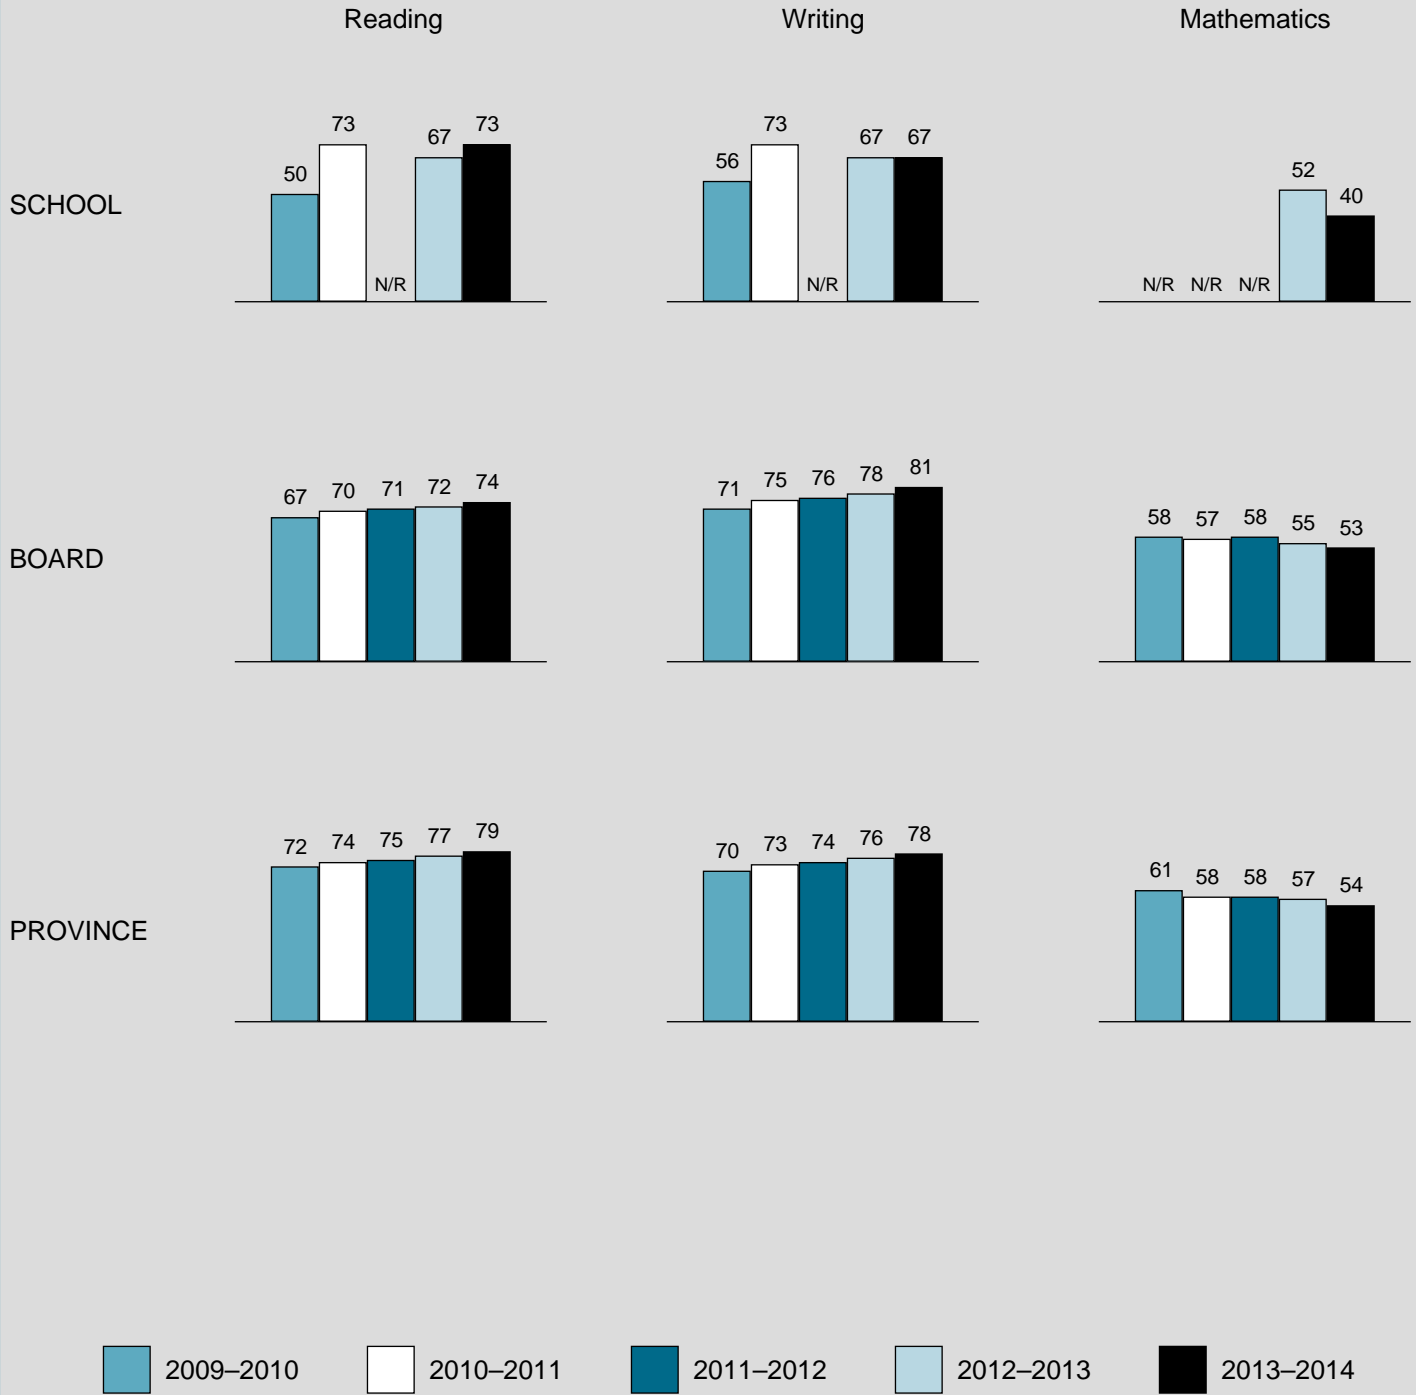 Reading Writing Mathematics
SCHOOL
50 73 N/R 67 73
56 73 N/R 67 67
N/R N/R N/R 52 40
BOARD
67 70 71 72 74
71 75 76 78 81
58 57 58 55 53
PROVINCE
72 74 75 77 79
70 73 74 76 78
61 58 58 57 54
2009–2010 2010–2011 2011–2012 2012–2013 2013–2014